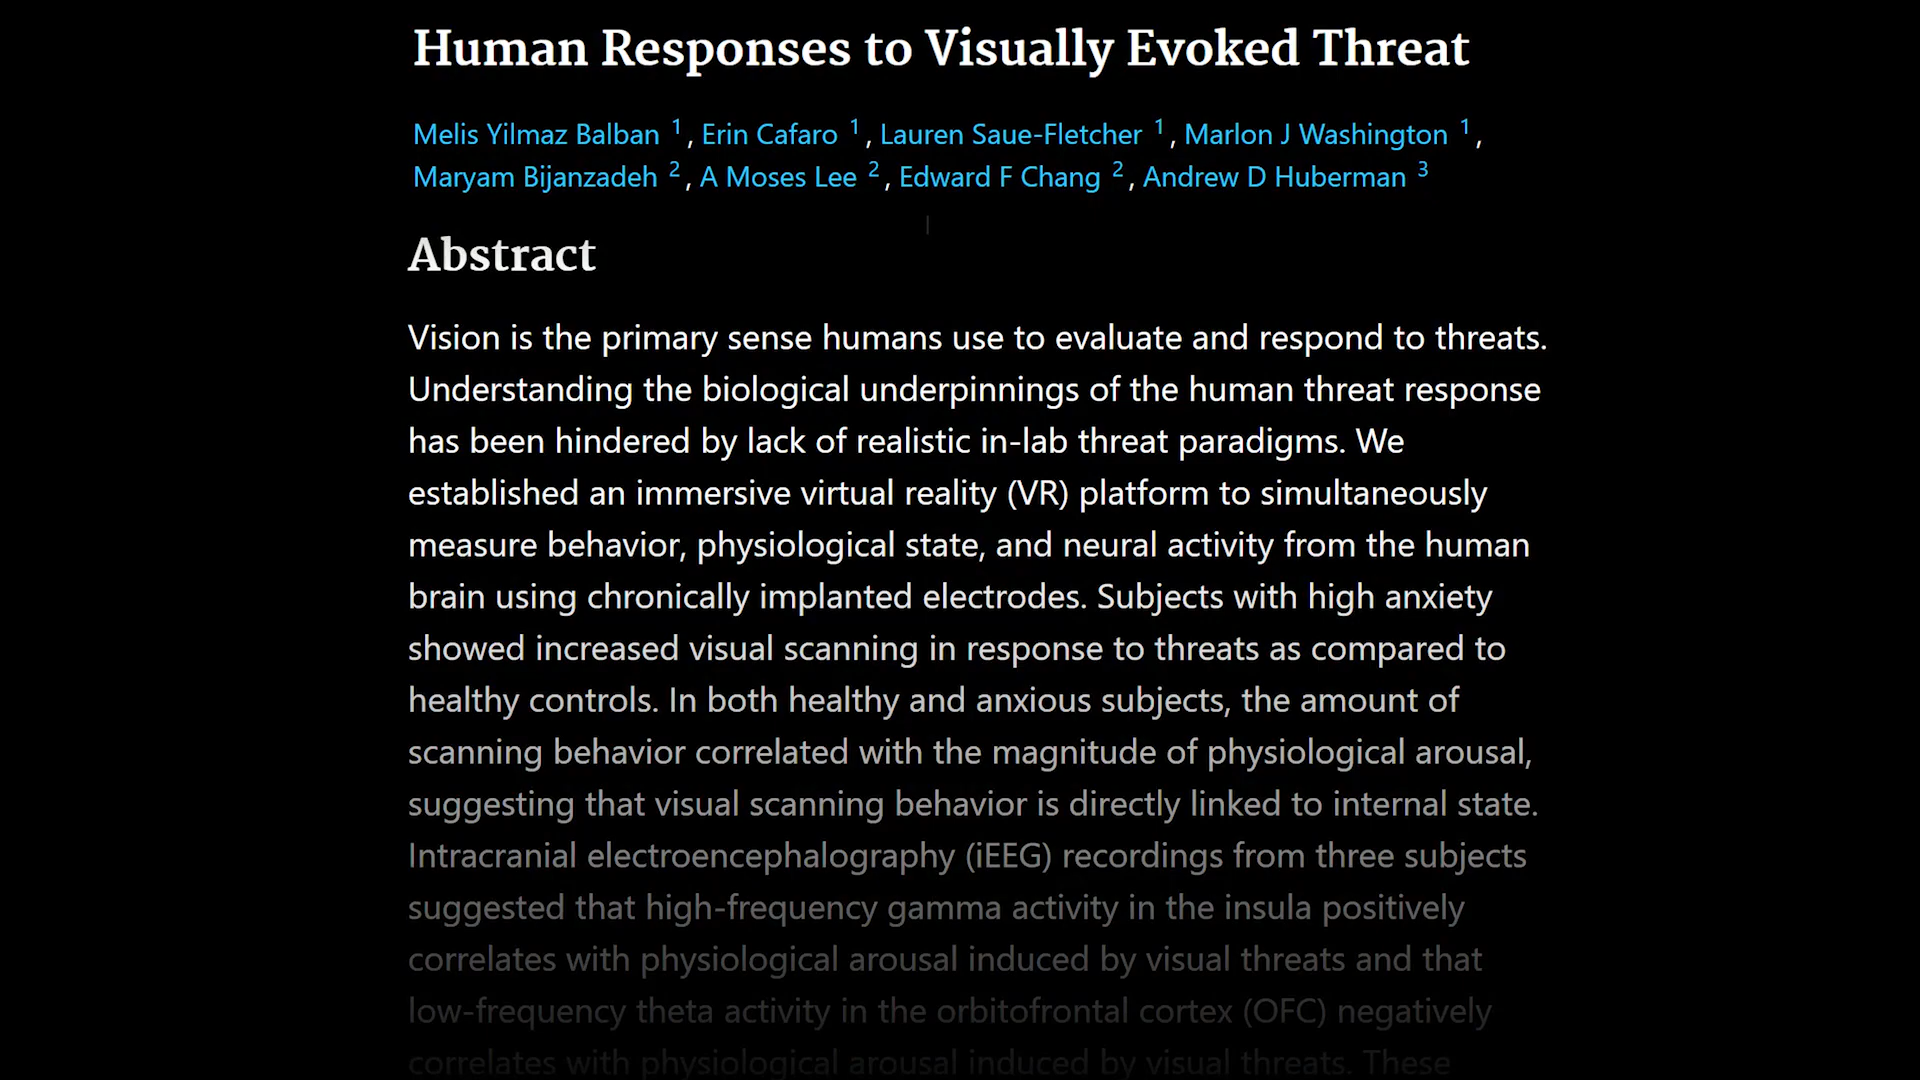 Human Responses to Visually Evoked Threat
Melis Yilmaz Balban 1, Erin Cafaro 1, Lauren Saue-Fletcher 1, Marlon J Washington 1,
Maryam Bijanzadeh 2, A Moses Lee 2, Edward F Chang 2, Andrew D Huberman 3
Abstract
Vision is the primary sense humans use to evaluate and respond to threats.
Understanding the biological underpinnings of the human threat response
has been hindered by lack of realistic in-lab threat paradigms. We
established an immersive virtual reality (VR) platform to simultaneously
measure behavior, physiological state, and neural activity from the human
brain using chronically implanted electrodes. Subjects with high anxiety
showed increased visual scanning in response to threats as compared to
healthy controls. In both healthy and anxious subjects, the amount of
scanning behavior correlated with the magnitude of physiological arousal,
suggesting that visual scanning behavior is directly linked to internal state.
Intracranial electroencephalography (iEEG) recordings from three subjects
suggested that high-frequency gamma activity in the insula positively
correlates with physiological arousal induced by visual threats and that
low-frequency theta activity in the orbitofrontal cortex (OFC) negatively
correlates with physiological arousal induced by visual threats. These